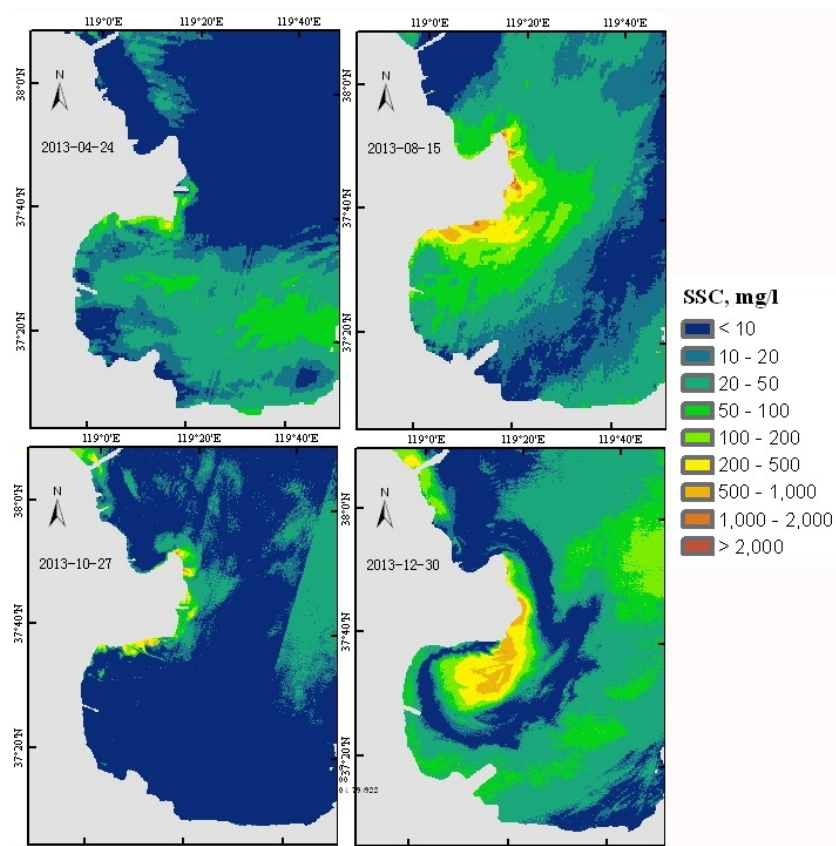 119°0'E 119°20'E 119°40'E
119°0'E 119°20'E 119°40'E
38°0'N
37°40'N
37°20'N
N
2013-04-24
38°0'N
37°40'N
37°20'N
N
2013-08-15
SSC, mg/l
< 10
10 - 20
20 - 50
50 - 100
100 - 200
200 - 500
500 - 1,000
1,000 - 2,000
> 2,000
119°0'E 119°20'E 119°40'E
119°0'E 119°20'E 119°40'E
38°0'N
37°40'N
37°20'N
N
2013-10-27
38°0'N
37°40'N
37°20'N
N
2013-12-30